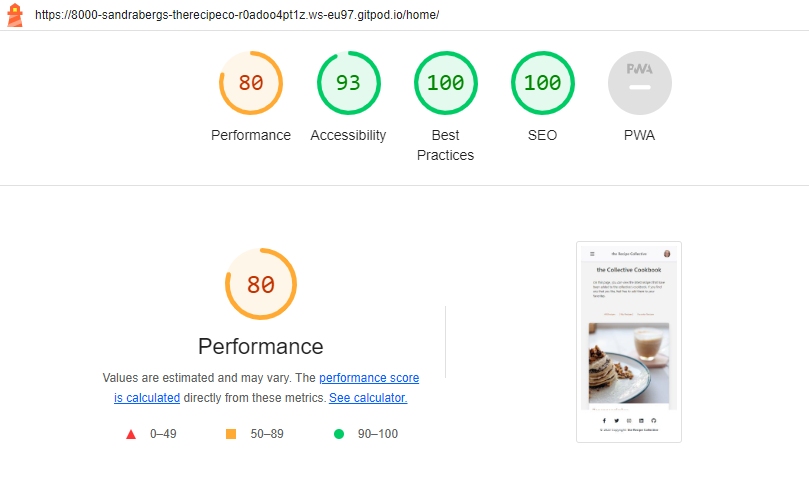 https://8000-sandrabergs-therecipeco-r0adoo4pt1z.ws-eu97.gitpod.io/home/
80
93
100
100
PWA
Performance
Accessibility
Best
Practices
SEO
PWA
80
Performance
Values are estimated and may vary. The performance score
is calculated directly from these metrics. See calculator.
0–49
50–89
90–100
the Recipe Collective
the Collective Cookbook